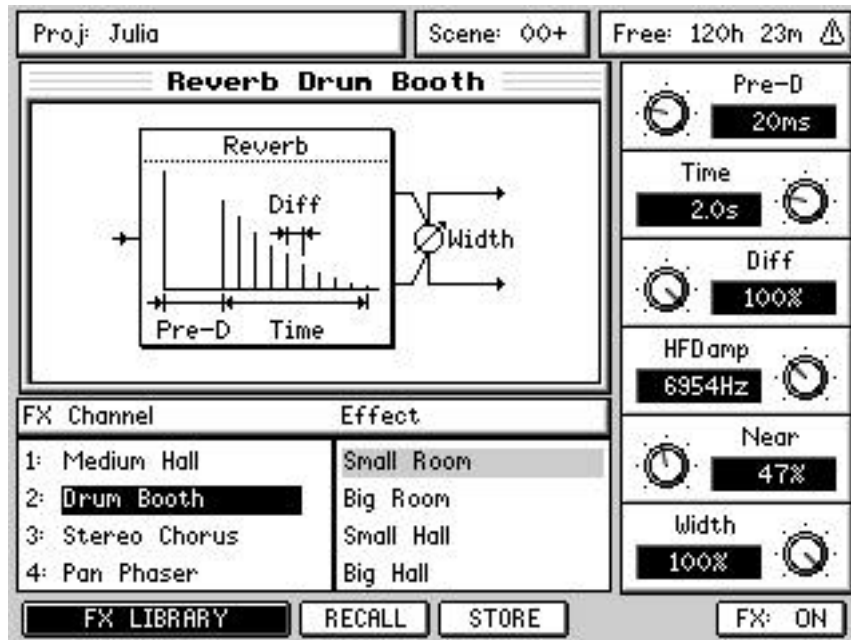 Proj: Julia
Scene: 00+
Free: 120h 23m
Reverb Drum Booth
Reverb
Diff
Width
Pre-D
Time
Pre-D
20ms
Time
2.0s
Diff
100%
HFDamp
6954Hz
Near
47%
Width
100%
FX Channel
Effect
1: Medium Hall
2: Drum Booth
3: Stereo Chorus
4: Pan Phaser
Small Room
Big Room
Small Hall
Big Hall
FX LIBRARY
RECALL
STORE
FX: ON